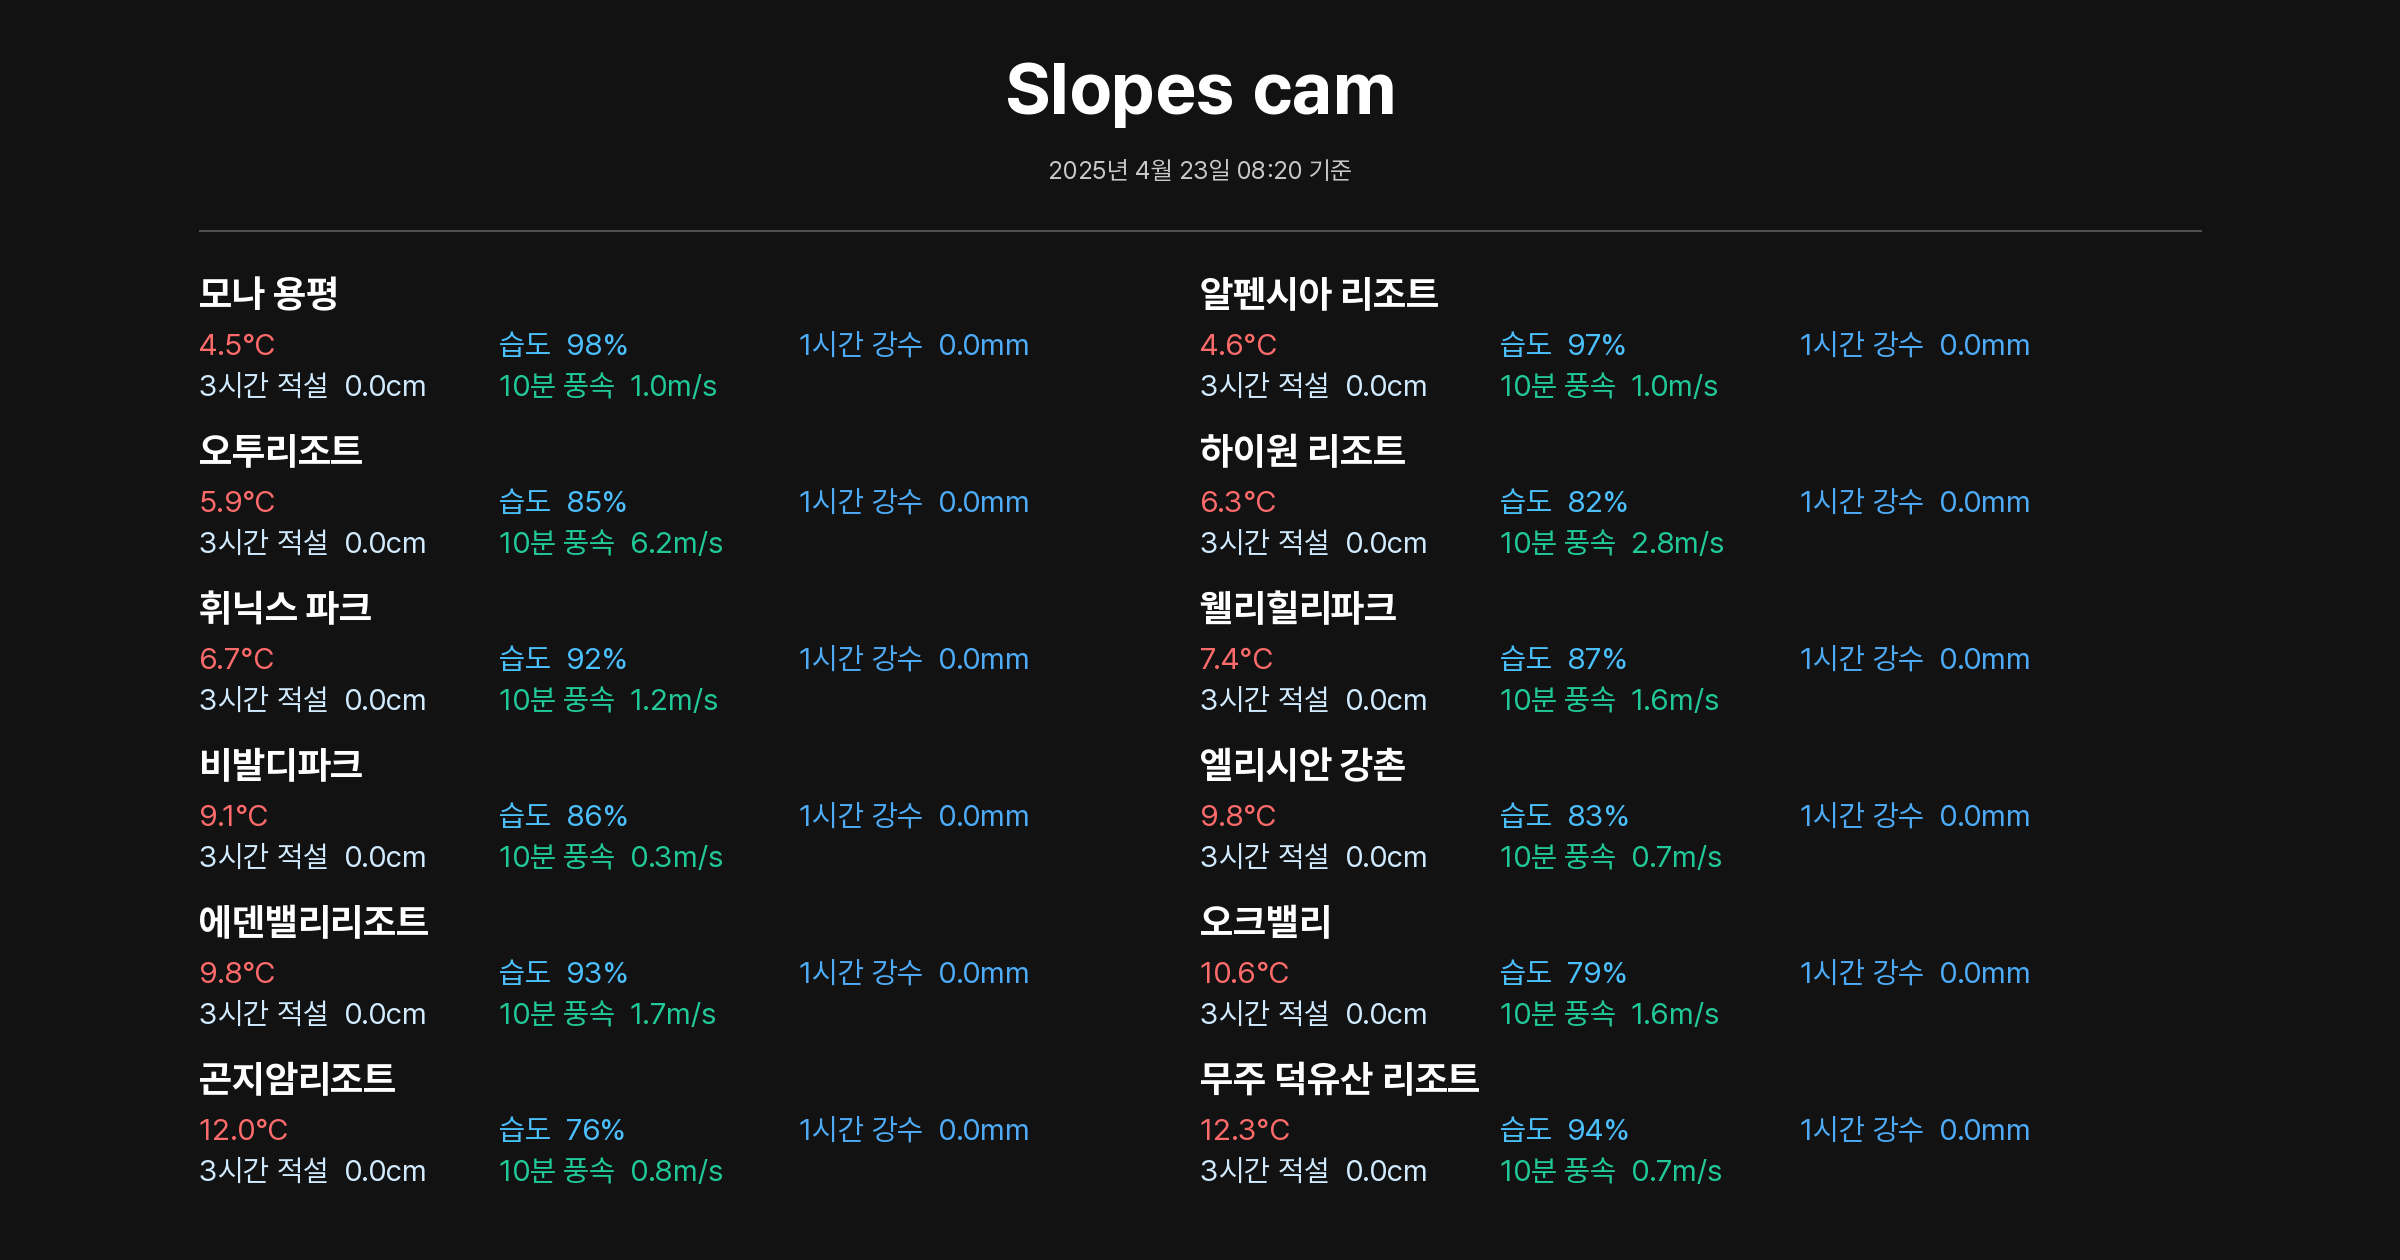 Slopes cam
2025년 4월 23일 08:20 기준
모나 용평
4.5°C 습도 98% 1시간 강수 0.0mm
3시간 적설 0.0cm 10분 풍속 1.0m/s
알펜시아 리조트
4.6°C 습도 97% 1시간 강수 0.0mm
3시간 적설 0.0cm 10분 풍속 1.0m/s
오투리조트
5.9°C 습도 85% 1시간 강수 0.0mm
3시간 적설 0.0cm 10분 풍속 6.2m/s
하이원 리조트
6.3°C 습도 82% 1시간 강수 0.0mm
3시간 적설 0.0cm 10분 풍속 2.8m/s
휘닉스 파크
6.7°C 습도 92% 1시간 강수 0.0mm
3시간 적설 0.0cm 10분 풍속 1.2m/s
웰리힐리파크
7.4°C 습도 87% 1시간 강수 0.0mm
3시간 적설 0.0cm 10분 풍속 1.6m/s
비발디파크
9.1°C 습도 86% 1시간 강수 0.0mm
3시간 적설 0.0cm 10분 풍속 0.3m/s
엘리시안 강촌
9.8°C 습도 83% 1시간 강수 0.0mm
3시간 적설 0.0cm 10분 풍속 0.7m/s
에덴밸리리조트
9.8°C 습도 93% 1시간 강수 0.0mm
3시간 적설 0.0cm 10분 풍속 1.7m/s
오크밸리
10.6°C 습도 79% 1시간 강수 0.0mm
3시간 적설 0.0cm 10분 풍속 1.6m/s
곤지암리조트
12.0°C 습도 76% 1시간 강수 0.0mm
3시간 적설 0.0cm 10분 풍속 0.8m/s
무주 덕유산 리조트
12.3°C 습도 94% 1시간 강수 0.0mm
3시간 적설 0.0cm 10분 풍속 0.7m/s